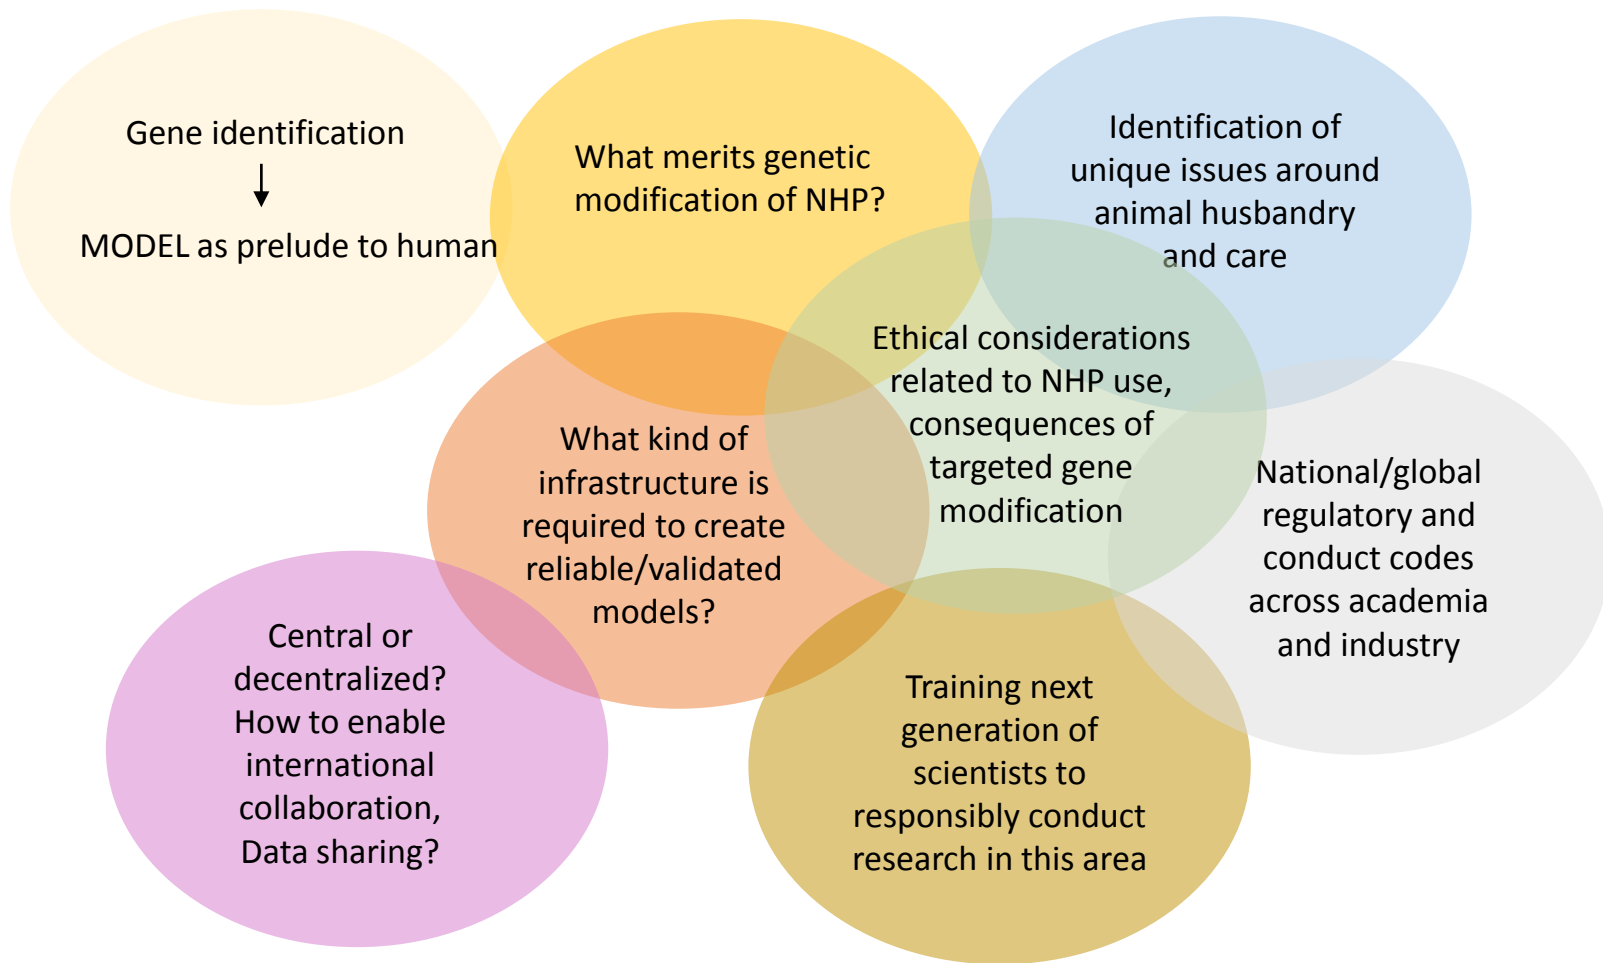 Gene identification
MODEL as prelude to human
What merits genetic
modification of NHP?
Identification of
unique issues around
animal husbandry
and care
Ethical considerations
related to NHP use,
consequences of
targeted gene
modification
What kind of
infrastructure is
required to create
reliable/validated
models?
National/global
regulatory and
conduct codes
across academia
and industry
Central or
decentralized?
How to enable
international
collaboration,
Data sharing?
Training next
generation of
scientists to
responsibly conduct
research in this area